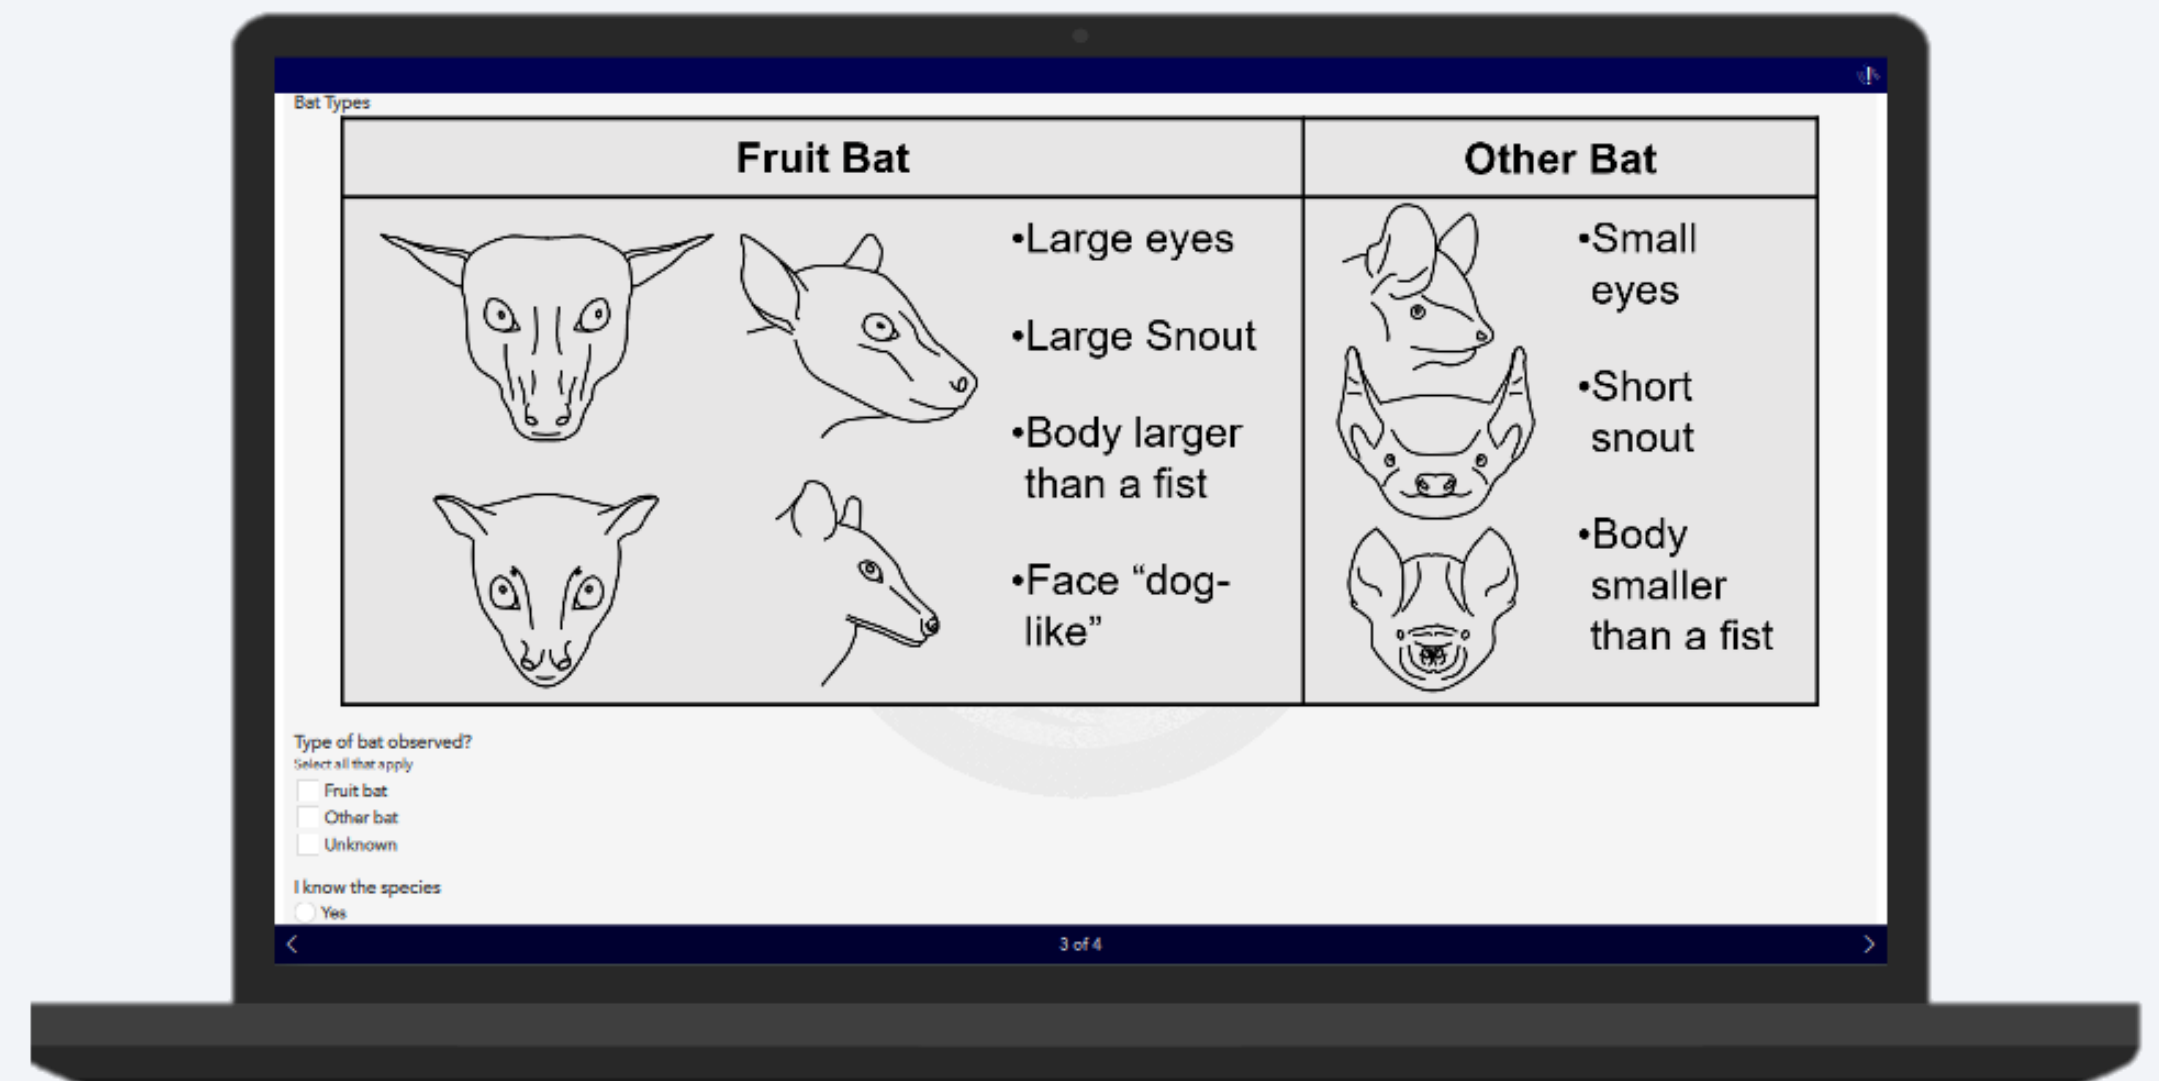 Bat Types
Fruit Bat
Other Bat
•Large eyes
•Large Snout
•Body larger
than a fist
•Face “dog-
like”
•Small
eyes
•Short
snout
•Body
smaller
than a fist
Type of bat observed?
Select all that apply
Fruit bat
Other bat
Unknown
I know the species
Yes
3 of 4